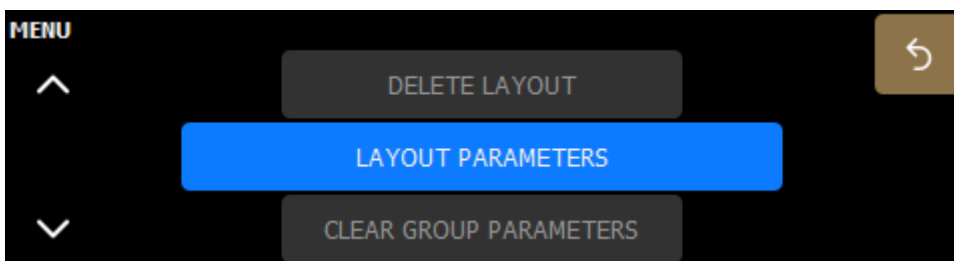 MENU
DELETE LAYOUT
LAYOUT PARAMETERS
CLEAR GROUP PARAMETERS